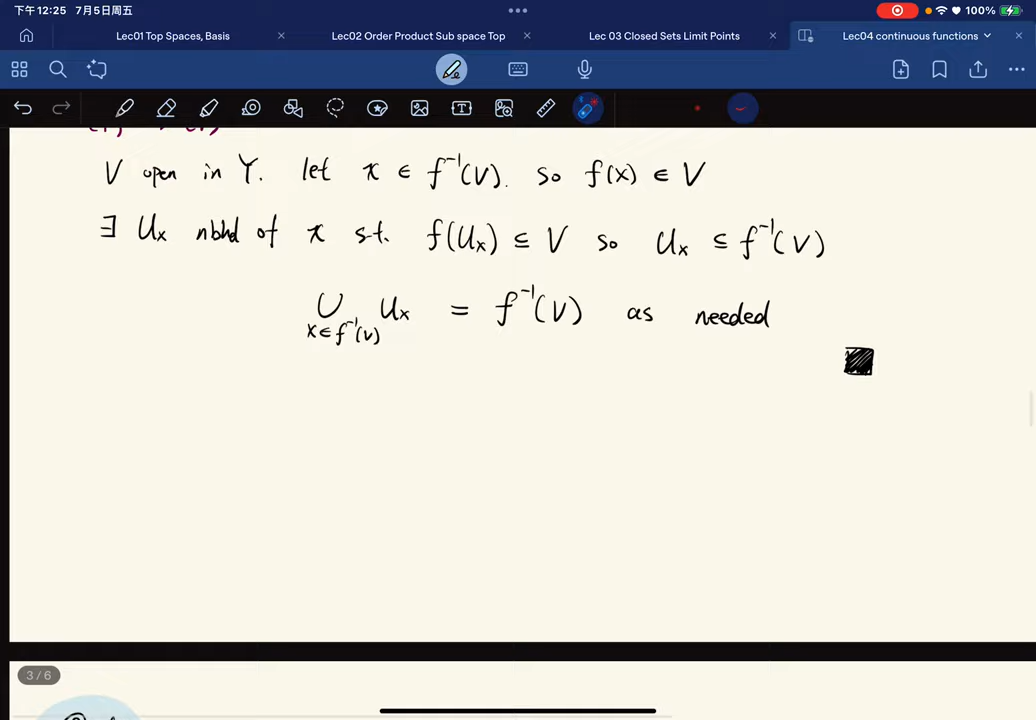 下午12:25 7月5日周五
100%
Lec01 Top Spaces, Basis
Lec02 Order Product Sub space Top
Lec 03 Closed Sets Limit Points
Lec04 continuous functions
V open in Y. let x ∈ f⁻¹(V). so f(x) ∈ V
∃ Uₓ nbhd of x s.t. f(Uₓ) ⊆ V so Uₓ ⊆ f⁻¹(V)
∪ Uₓ = f⁻¹(V) as needed
x∈f⁻¹(V)
3 / 6